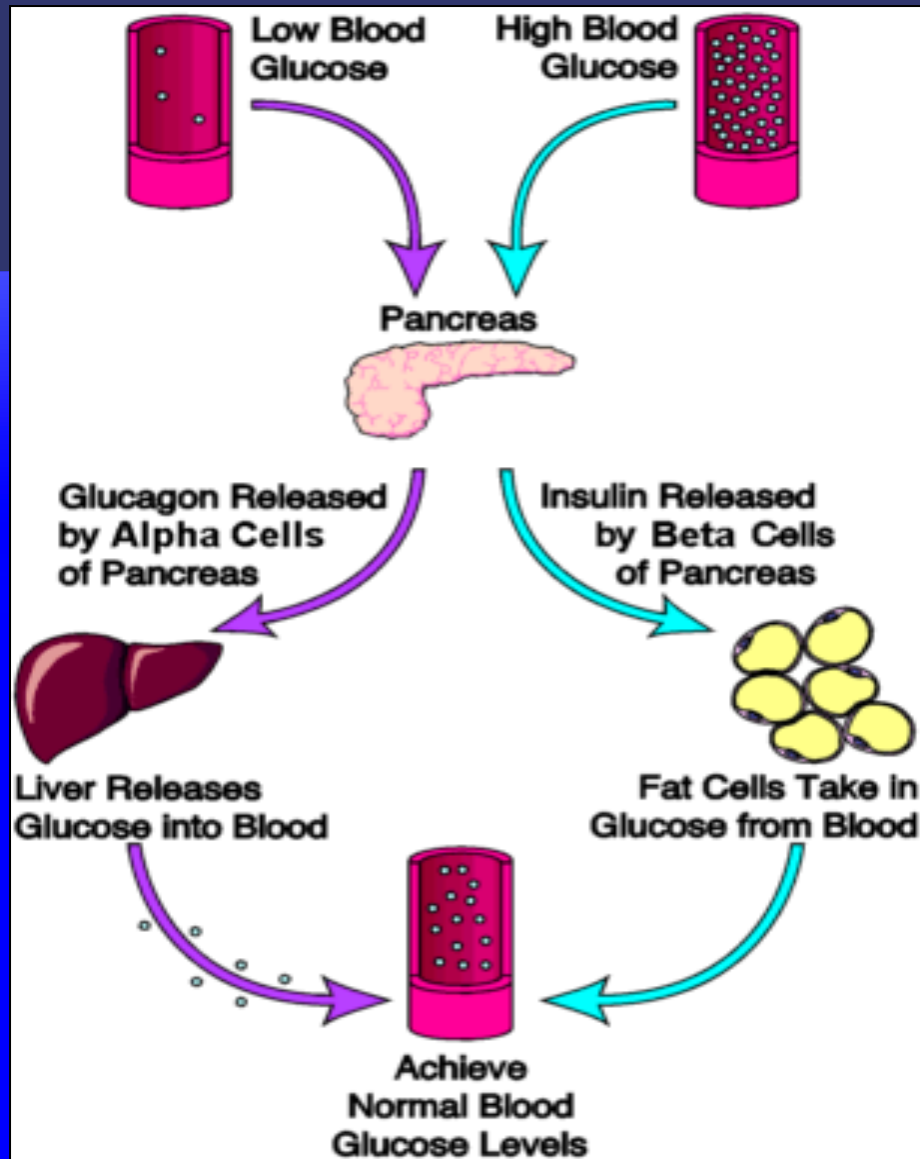 Low Blood
Glucose
High Blood
Glucose
Pancreas
Glucagon Released
by Alpha Cells
of Pancreas
Insulin Released
by Beta Cells
of Pancreas
Liver Releases
Glucose into Blood
Fat Cells Take in
Glucose from Blood
Achieve
Normal Blood
Glucose Levels